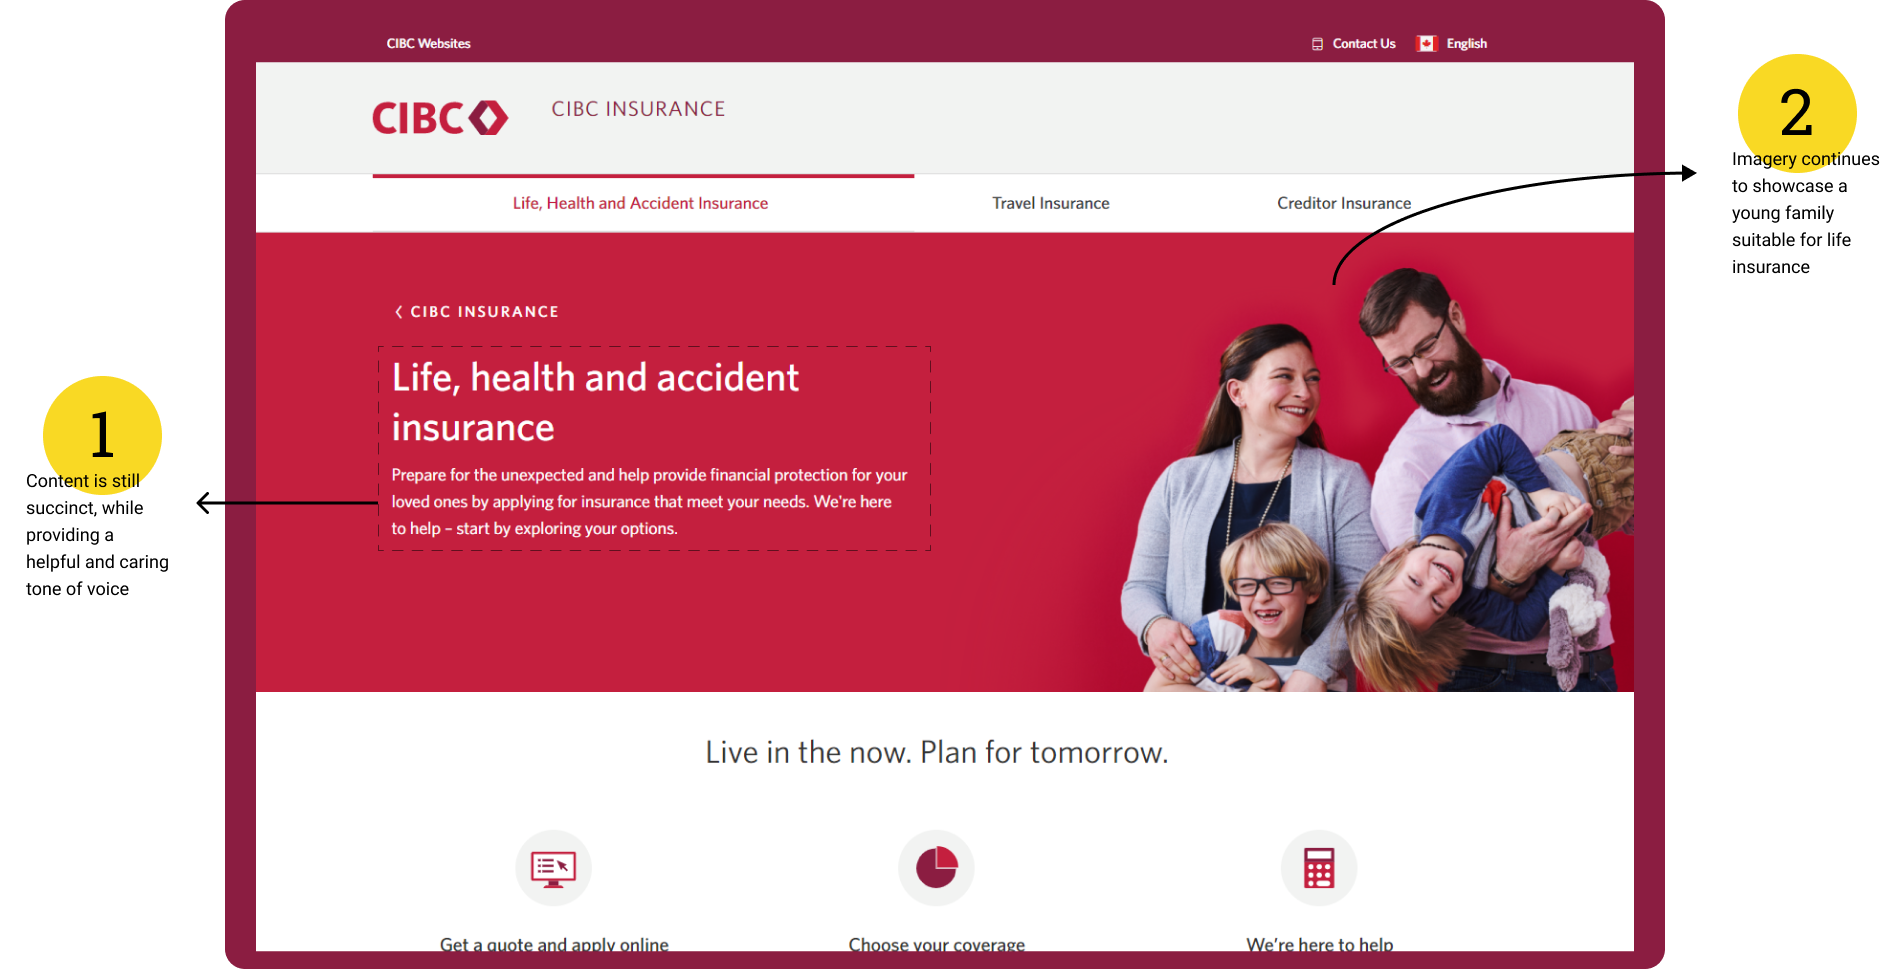 CIBC Websites
Contact Us
English
CIBC
CIBC INSURANCE
Life, Health and Accident Insurance
Travel Insurance
Creditor Insurance
CIBC INSURANCE
Life, health and accident
insurance
Prepare for the unexpected and help provide financial protection for your
loved ones by applying for insurance that meet your needs. We're here
to help – start by exploring your options.
1
Content is still
succinct, while
providing a
helpful and caring
tone of voice
2
Imagery continues
to showcase a
young family
suitable for life
insurance
Live in the now. Plan for tomorrow.
Get a quote and apply online
Choose your coverage
We're here to help